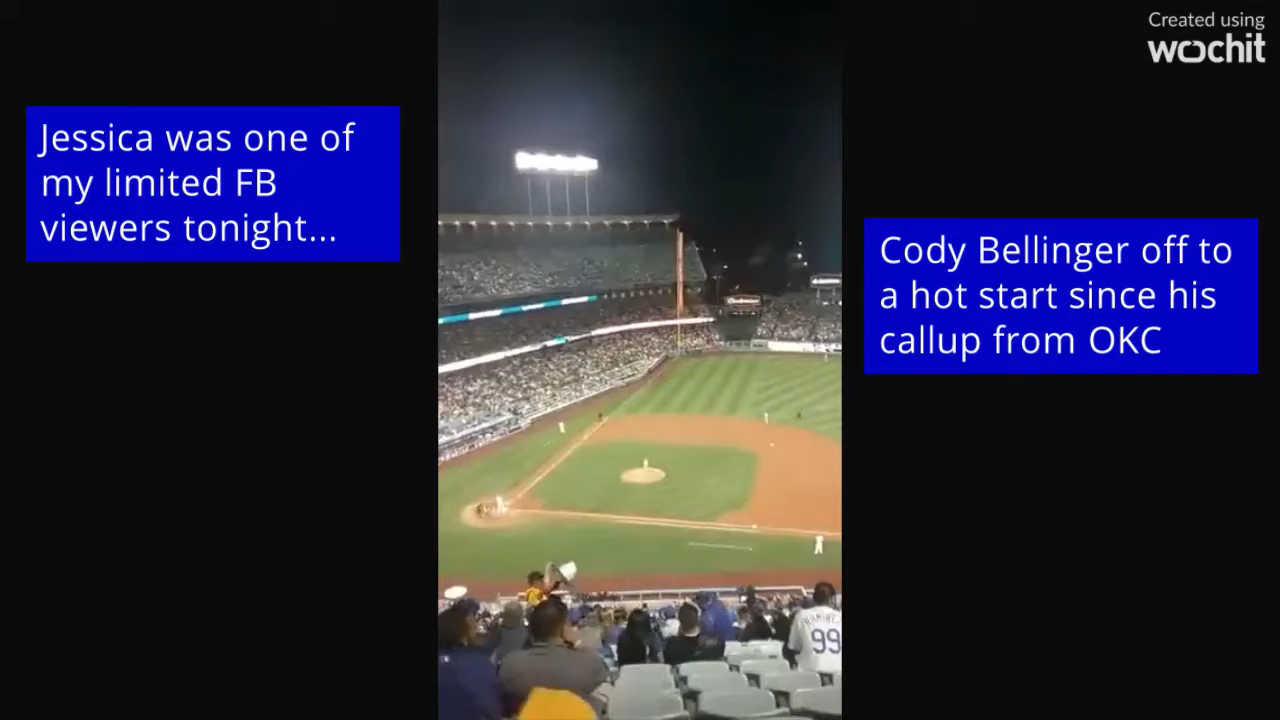 Created using
wochit
Jessica was one of
my limited FB
viewers tonight...
Cody Bellinger off to
a hot start since his
callup from OKC
99